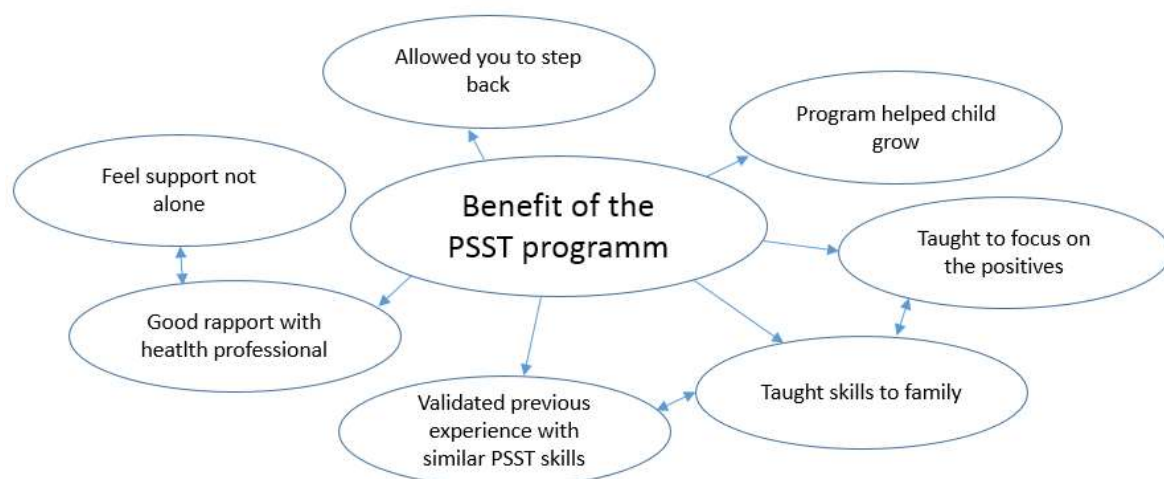 Allowed you to step
back
Program helped child
grow
Feel support not
alone
Benefit of the
PSST programm
Taught to focus on
the positives
Good rapport with
heatlth professional
Taught skills to family
Validated previous
experience with
similar PSST skills